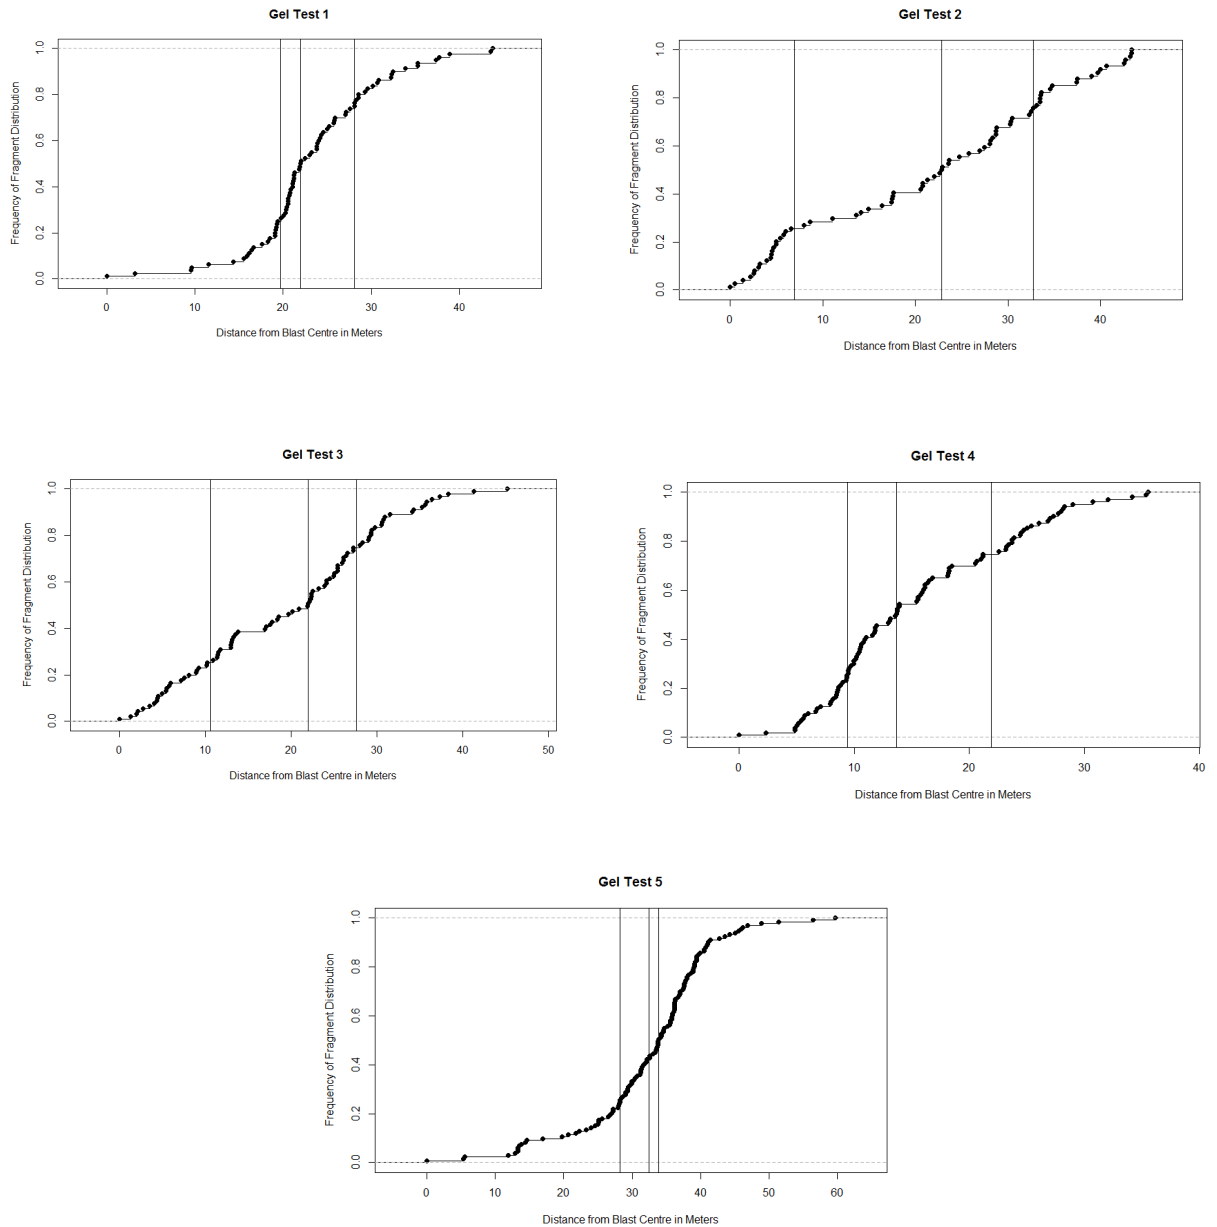 Gel Test 1
Frequency of Fragment Distribution
0.0 0.2 0.4 0.6 0.8 1.0
0 10 20 30 40
Distance from Blast Centre in Meters
Gel Test 2
Frequency of Fragment Distribution
0.0 0.2 0.4 0.6 0.8 1.0
0 10 20 30 40
Distance from Blast Centre in Meters
Gel Test 3
Frequency of Fragment Distribution
0.0 0.2 0.4 0.6 0.8 1.0
0 10 20 30 40 50
Distance from Blast Centre in Meters
Gel Test 4
Frequency of Fragment Distribution
0.0 0.2 0.4 0.6 0.8 1.0
0 10 20 30 40
Distance from Blast Centre in Meters
Gel Test 5
Frequency of Fragment Distribution
0.0 0.2 0.4 0.6 0.8 1.0
0 10 20 30 40 50 60
Distance from Blast Centre in Meters